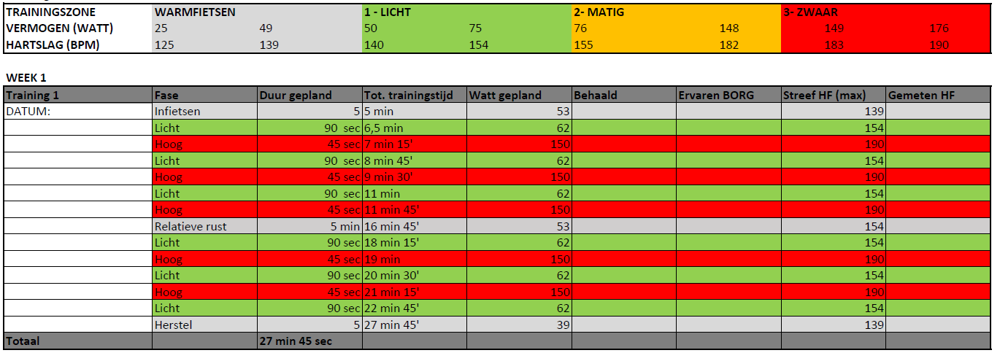 TRAININGSZONE WARMFIETSEN 1 - LICHT 2- MATIG 3- ZWAAR
VERMOGEN (WATT) 25 49 50 75 76 148 149 176
HARTSLAG (BPM) 125 139 140 154 155 182 183 190
WEEK 1
Training 1 Fase Duur gepland Tot. trainingstijd Watt gepland Behaald Ervaren BORG Streef HF (max) Gemeten HF
DATUM: Infietsen 5 5 min 53 139
Licht 90 sec 6,5 min 62 154
Hoog 45 sec 7 min 15' 150 190
Licht 90 sec 8 min 45' 62 154
Hoog 45 sec 9 min 30' 150 190
Licht 90 sec 11 min 62 154
Hoog 45 sec 11 min 45' 150 190
Relatieve rust 5 min 16 min 45' 53 154
Licht 90 sec 18 min 15' 62 154
Hoog 45 sec 19 min 150 190
Licht 90 sec 20 min 30' 62 154
Hoog 45 sec 21 min 15' 150 190
Licht 90 sec 22 min 45' 62 154
Herstel 5 27 min 45' 39 139
Totaal 27 min 45 sec